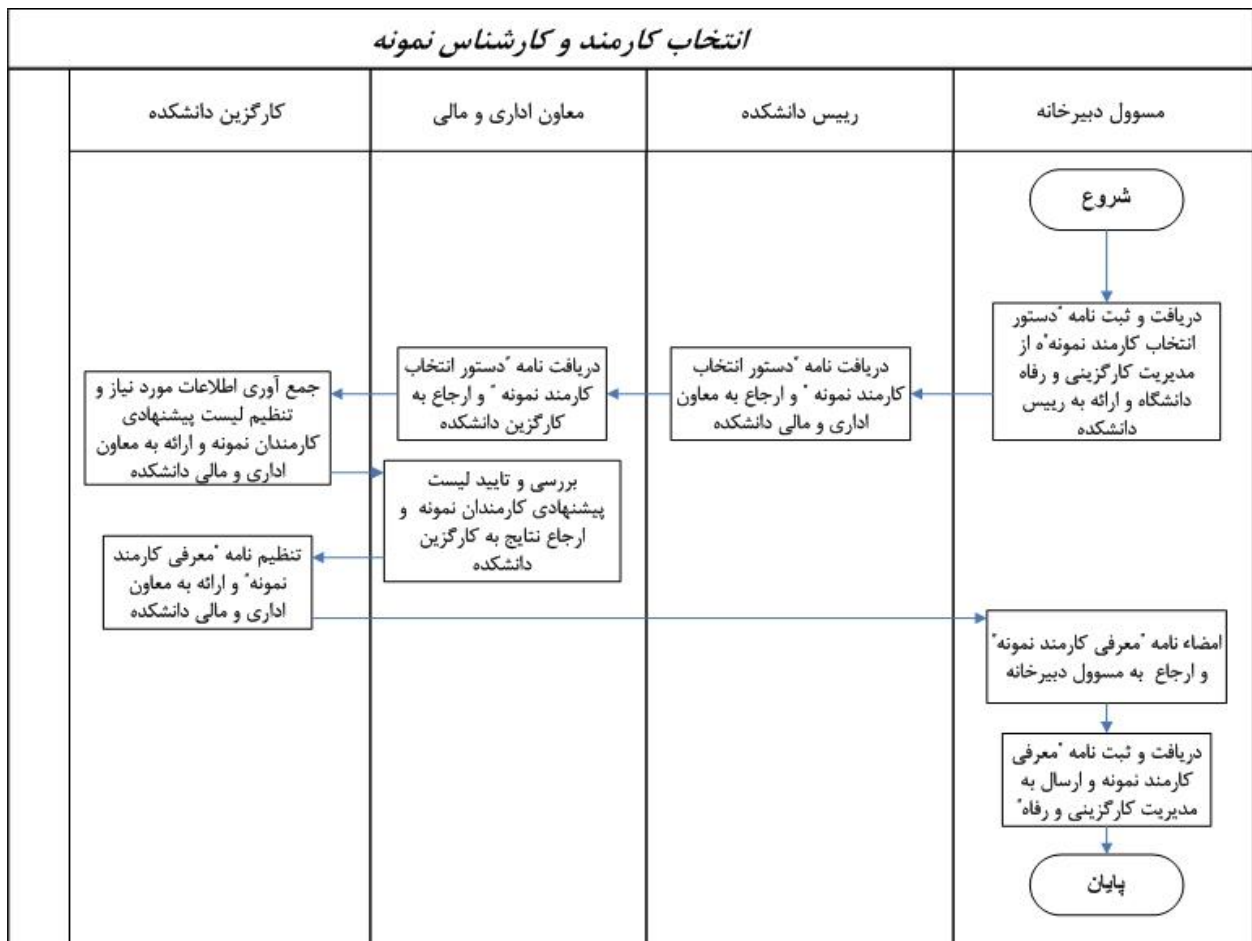 انتخاب کارمند و کارشناس نمونه
مسوول دبیرخانه
رییس دانشکده
معاون اداری و مالی
کارگزین دانشکده
شروع
دریافت و ثبت نامه "دستور
انتخاب کارمند نمونه"ه از
مدیریت کارگزینی و رفاه
دانشگاه و ارائه به رییس
دانشکده
دریافت نامه "دستور انتخاب
کارمند نمونه " و ارجاع به معاون
اداری و مالی دانشکده
دریافت نامه "دستور انتخاب
کارمند نمونه " و ارجاع به
کارگزین دانشکده
جمع آوری اطلاعات مورد نیاز و
تنظیم لیست پیشنهادی
کارمندان نمونه و ارائه به معاون
اداری و مالی دانشکده
بررسی و تایید لیست
پیشنهادی کارمندان نمونه و
ارجاع نتایج به کارگزین
دانشکده
تنظیم نامه "معرفی کارمند
نمونه" و ارائه به معاون
اداری و مالی دانشکده
امضاء نامه "معرفی کارمند نمونه"
و ارجاع به مسوول دبیرخانه
دریافت و ثبت نامه "معرفی
کارمند نمونه و ارسال به
مدیریت کارگزینی و رفاه"
پایان